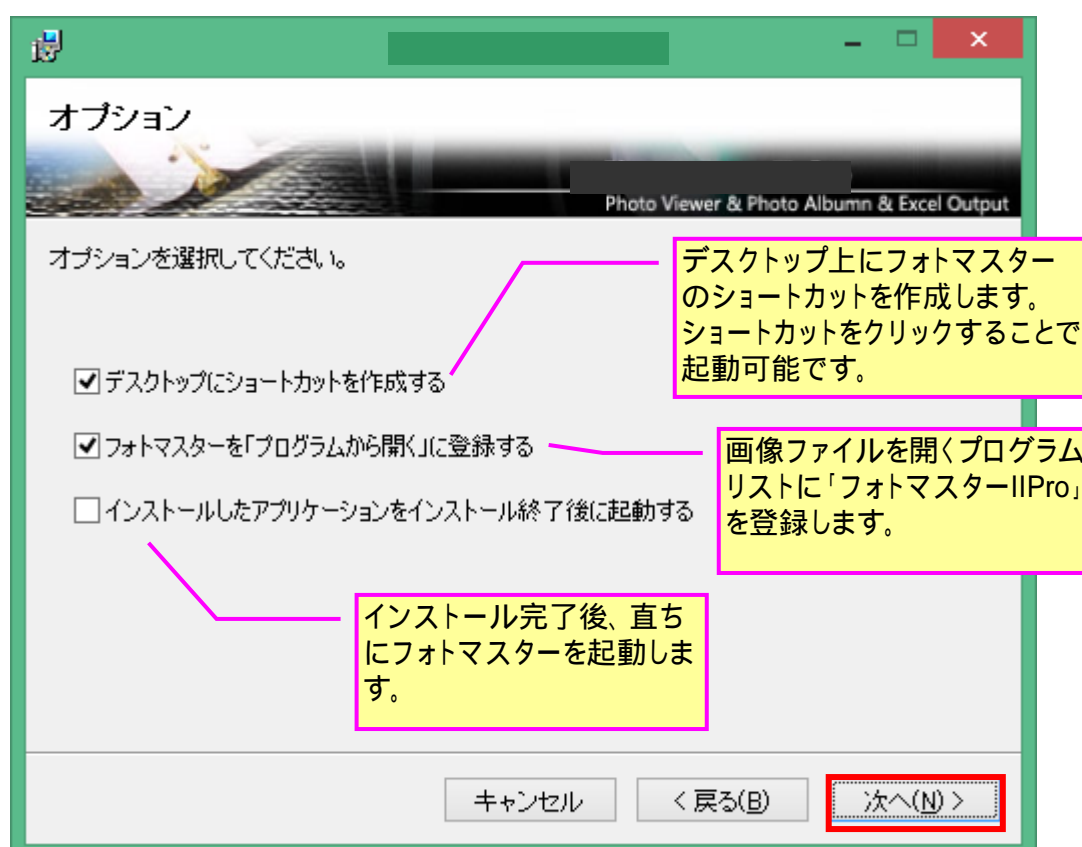 オプション
Photo Viewer & Photo Albumn & Excel Output
オプションを選択してください。
デスクトップ上にフォトマスター
のショートカットを作成します。
ショートカットをクリックすることで
起動可能です。
デスクトップにショートカットを作成する
フォトマスターを「プログラムから開く」に登録する
画像ファイルを開くプログラム
リストに「フォトマスターIIPro」
を登録します。
インストールしたアプリケーションをインストール終了後に起動する
インストール完了後、直ち
にフォトマスターを起動しま
す。
キャンセル
< 戻る(B)
次へ(N) >